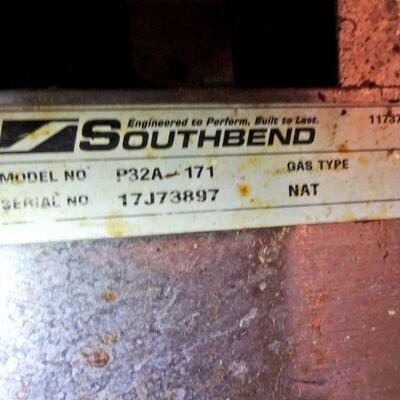 Engineered to Perform, Built to Last.
SOUTHBEND
MODEL NO P32A-171 GAS TYPE
SERIAL NO 17J73897 NAT